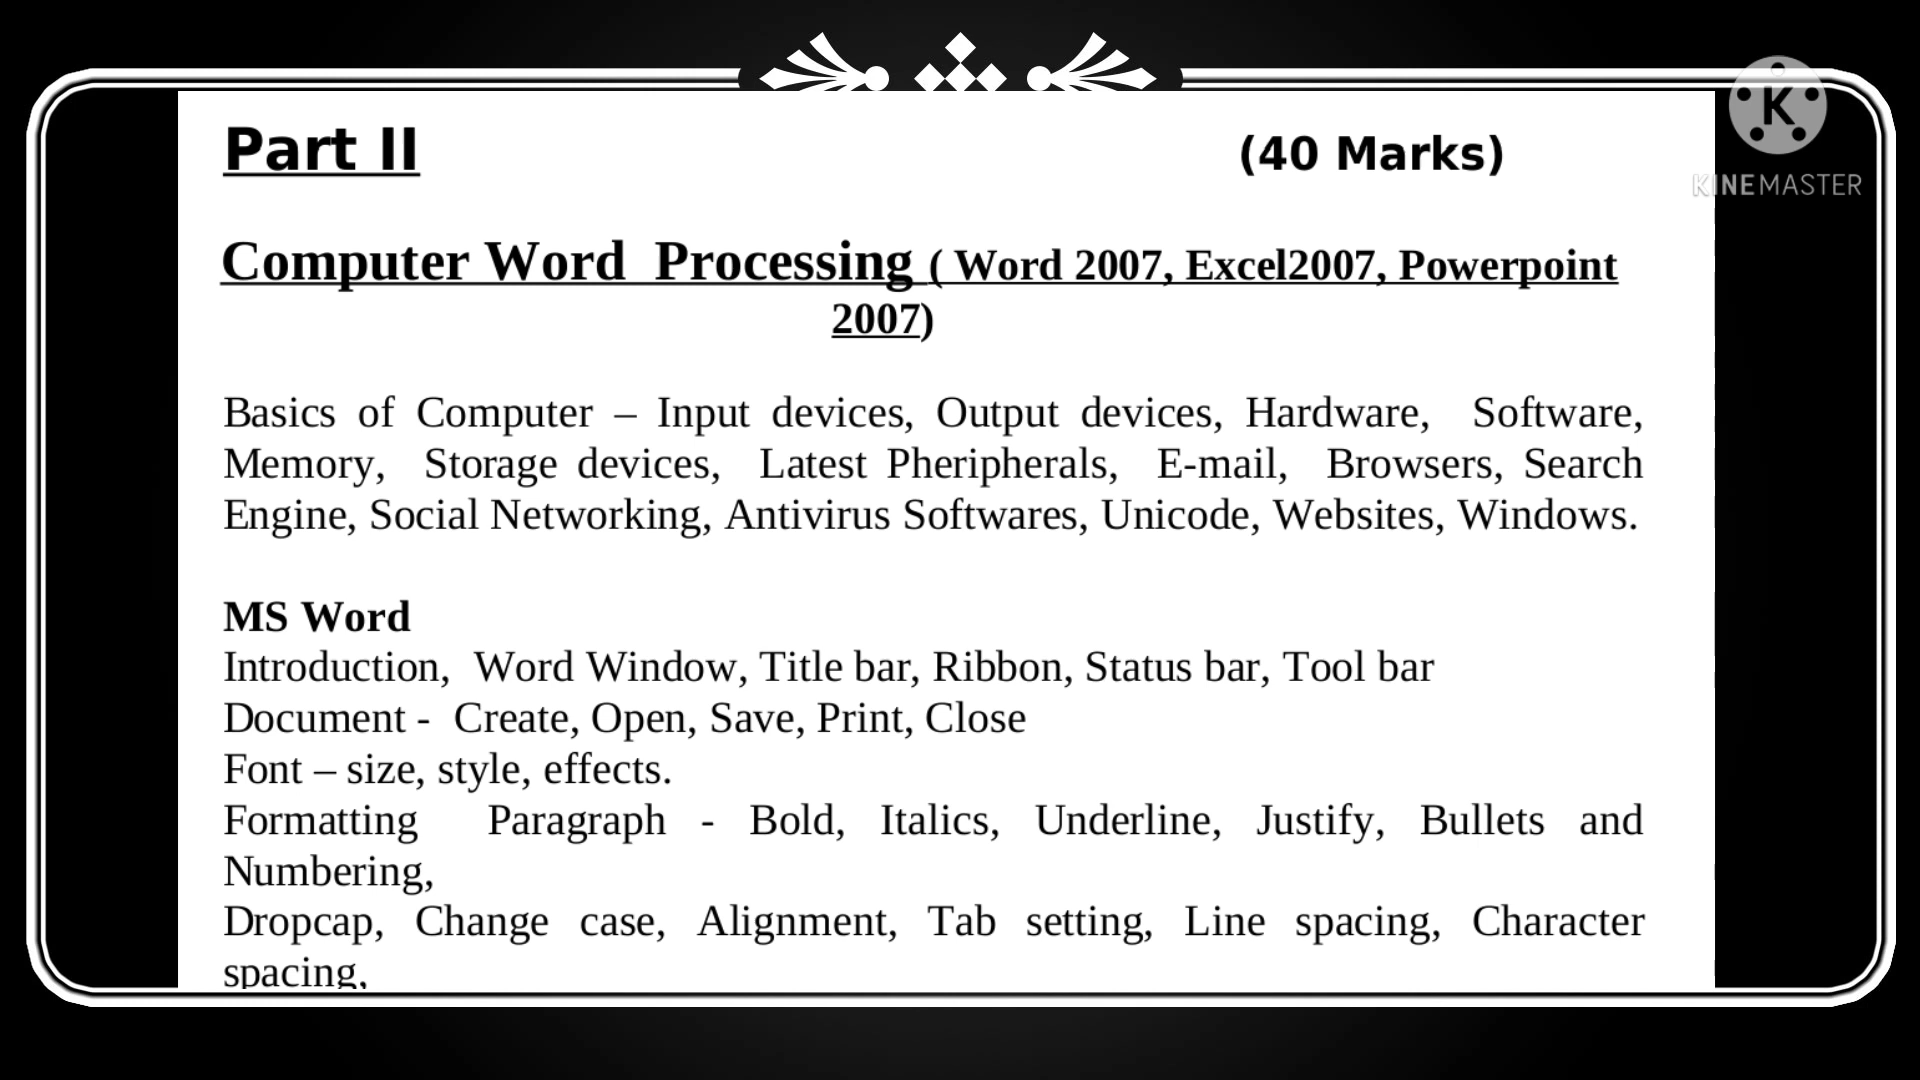 Part II (40 Marks)
K
KINEMASTER
Computer Word Processing ( Word 2007, Excel2007, Powerpoint
2007)
Basics of Computer – Input devices, Output devices, Hardware, Software,
Memory, Storage devices, Latest Pheripherals, E-mail, Browsers, Search
Engine, Social Networking, Antivirus Softwares, Unicode, Websites, Windows.
MS Word
Introduction, Word Window, Title bar, Ribbon, Status bar, Tool bar
Document - Create, Open, Save, Print, Close
Font – size, style, effects.
Formatting Paragraph - Bold, Italics, Underline, Justify, Bullets and
Numbering,
Dropcap, Change case, Alignment, Tab setting, Line spacing, Character
spacing,